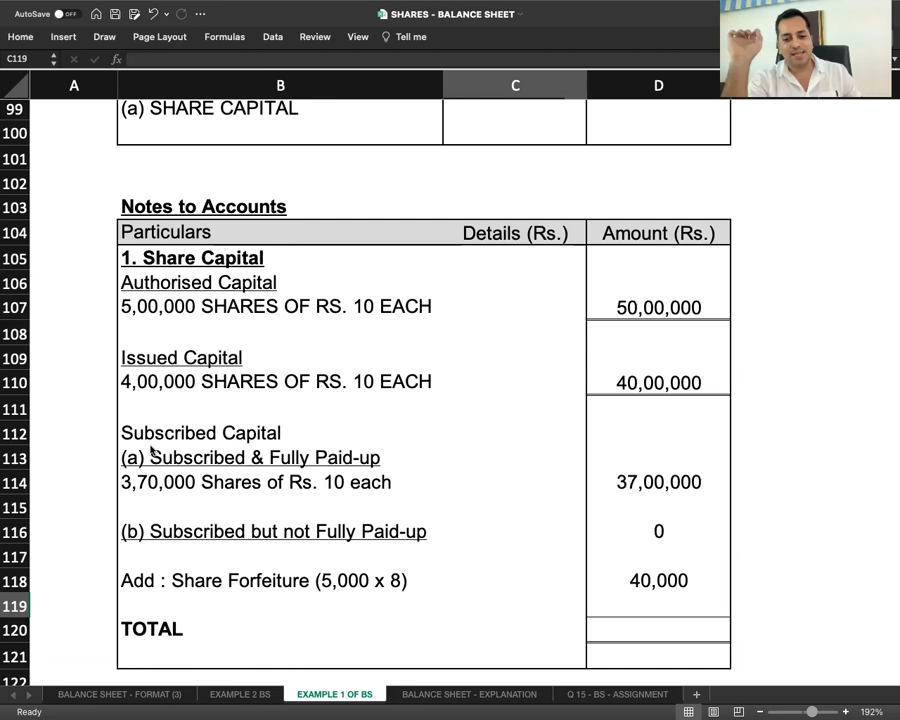 AutoSave OFF SHARES - BALANCE SHEET
Home Insert Draw Page Layout Formulas Data Review View Tell me
C119 fx
A B C D
99 (a) SHARE CAPITAL
100
101
102
103 Notes to Accounts
104 Particulars Details (Rs.) Amount (Rs.)
105 1. Share Capital
106 Authorised Capital
107 5,00,000 SHARES OF RS. 10 EACH 50,00,000
108
109 Issued Capital
110 4,00,000 SHARES OF RS. 10 EACH 40,00,000
111
112 Subscribed Capital
113 (a) Subscribed & Fully Paid-up
114 3,70,000 Shares of Rs. 10 each 37,00,000
115
116 (b) Subscribed but not Fully Paid-up 0
117
118 Add : Share Forfeiture (5,000 x 8) 40,000
119
120 TOTAL
121
122
BALANCE SHEET - FORMAT (3) EXAMPLE 2 BS EXAMPLE 1 OF BS BALANCE SHEET - EXPLANATION Q 15 - BS - ASSIGNMENT +
Ready 192%